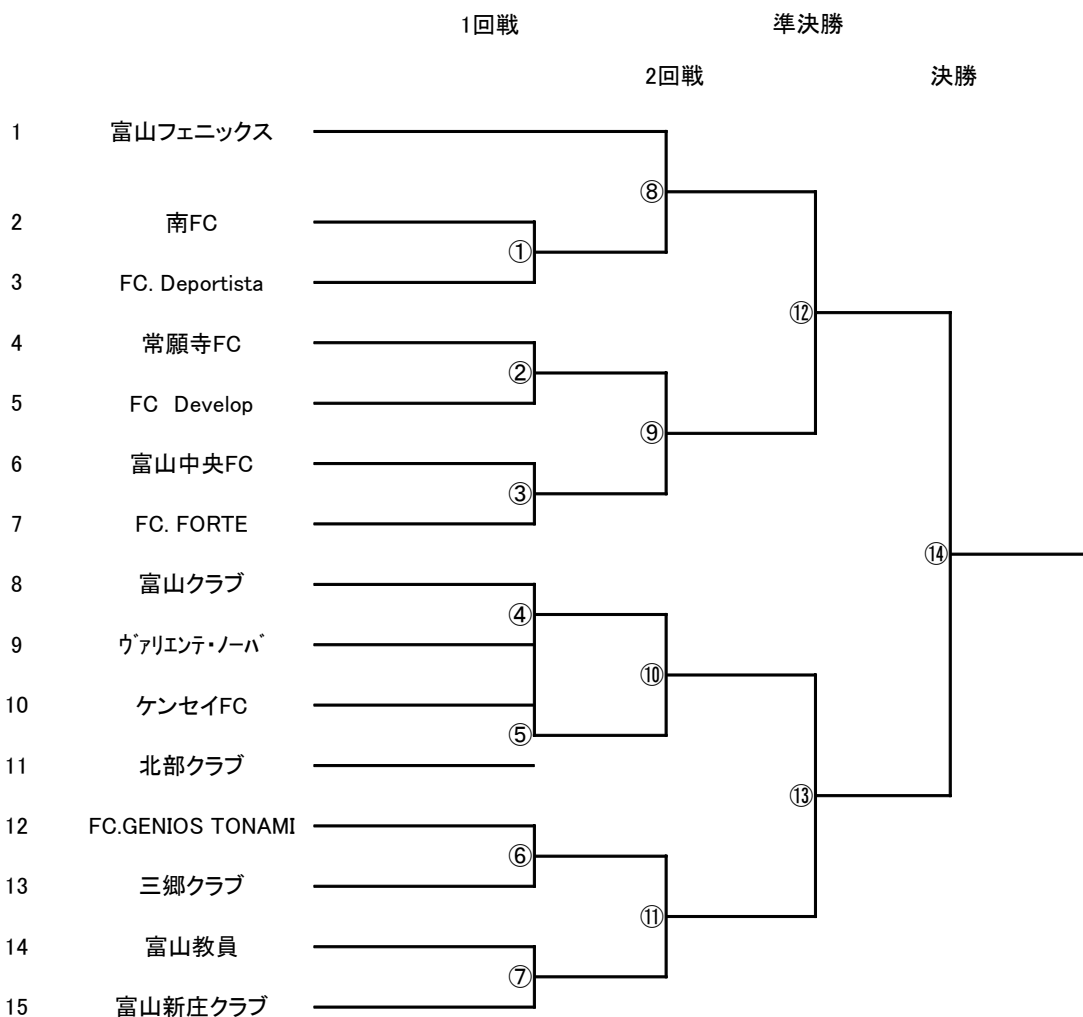 1回戦 準決勝
2回戦 決勝
1 富山フェニックス
⑧
2 南FC
①
3 FC. Deportista
⑫
4 常願寺FC
②
5 FC　Develop
⑨
6 富山中央FC
③
7 FC. FORTE
⑭
8 富山クラブ
④
9 ヴァリエンテ・ノーバ
⑩
10 ケンセイFC
⑤
11 北部クラブ
⑬
12 FC.GENIOS TONAMI
⑥
13 三郷クラブ
⑪
14 富山教員
⑦
15 富山新庄クラブ